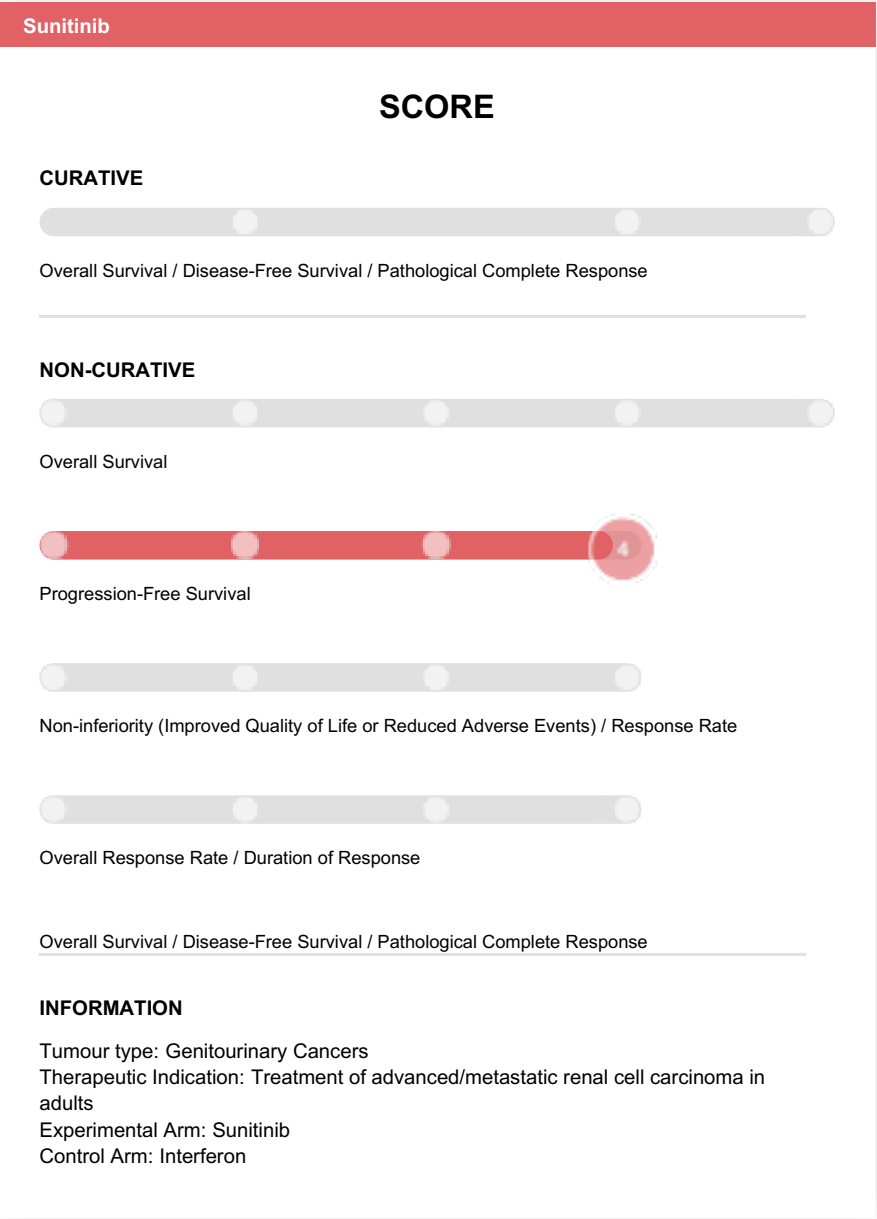 Sunitinib
SCORE
CURATIVE
Overall Survival / Disease-Free Survival / Pathological Complete Response
NON-CURATIVE
Overall Survival
4
Progression-Free Survival
Non-inferiority (Improved Quality of Life or Reduced Adverse Events) / Response Rate
Overall Response Rate / Duration of Response
Overall Survival / Disease-Free Survival / Pathological Complete Response
INFORMATION
Tumour type: Genitourinary Cancers
Therapeutic Indication: Treatment of advanced/metastatic renal cell carcinoma in
adults
Experimental Arm: Sunitinib
Control Arm: Interferon